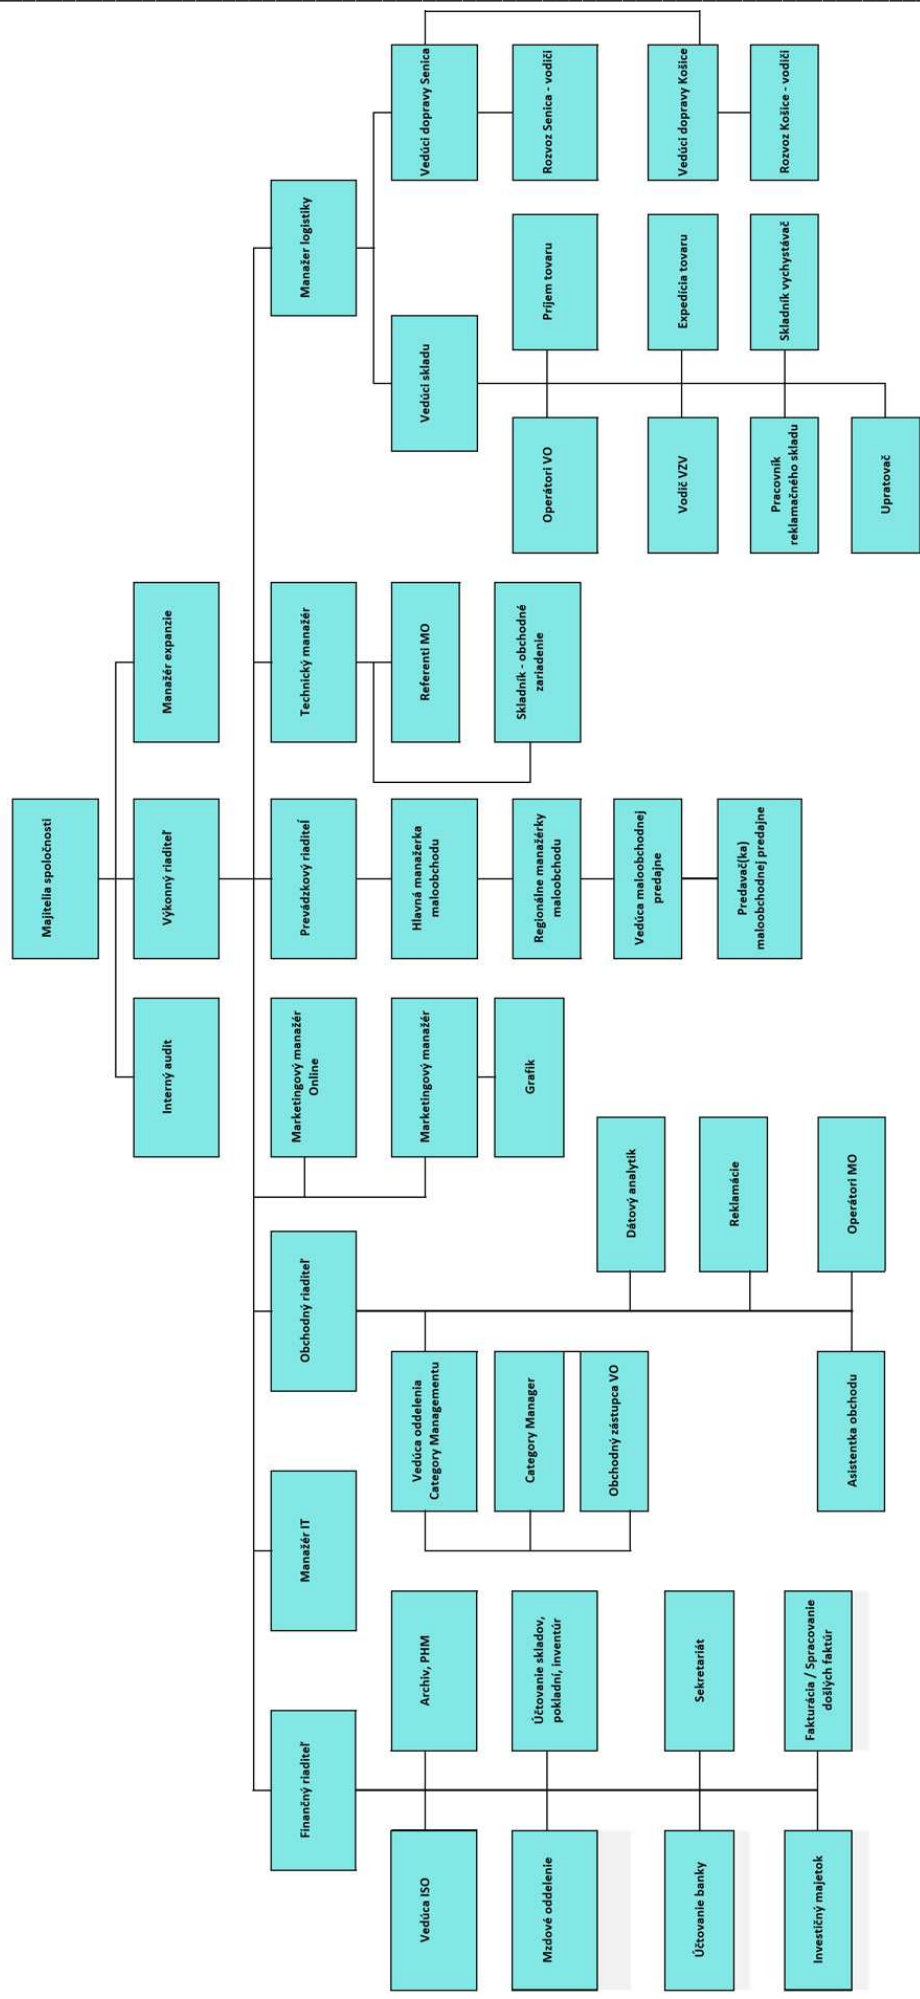 Majitelia spoločnosti
Interný audit
Výkonný riaditeľ
Manažér expanzie
Finančný riaditeľ
Manažér IT
Obchodný riaditeľ
Marketingový manažér
Online
Prevádzkový riaditeľ
Technický manažér
Manažer logistiky
Vedúca ISO
Archiv, PHM
Vedúca oddelenia
Category Managementu
Marketingový manažér
Hlavná manažerka
maloobchodu
Referenti MO
Vedúci skladu
Vedúci dopravy Senica
Mzdové oddelenie
Účtovanie skladov,
pokladní, inventúr
Category Manager
Grafik
Regionálne manažérky
maloobchodu
Skladník - obchodné
zariadenie
Operátori VO
Príjem tovaru
Rozvoz Senica - vodiči
Obchodný zástupca VO
Dátový analytik
Vedúca maloobchodnej
predajne
Účtovanie banky
Sekretariát
Reklamácie
Predavač(ka)
maloobchodnej predajne
Vodič VZV
Expedícia tovaru
Vedúci dopravy Košice
Investičný majetok
Fakturácia / Spracovanie
došlých faktúr
Asistentka obchodu
Operátori MO
Pracovník
reklamačného skladu
Skladník vychystávač
Rozvoz Košice - vodiči
Upratovač